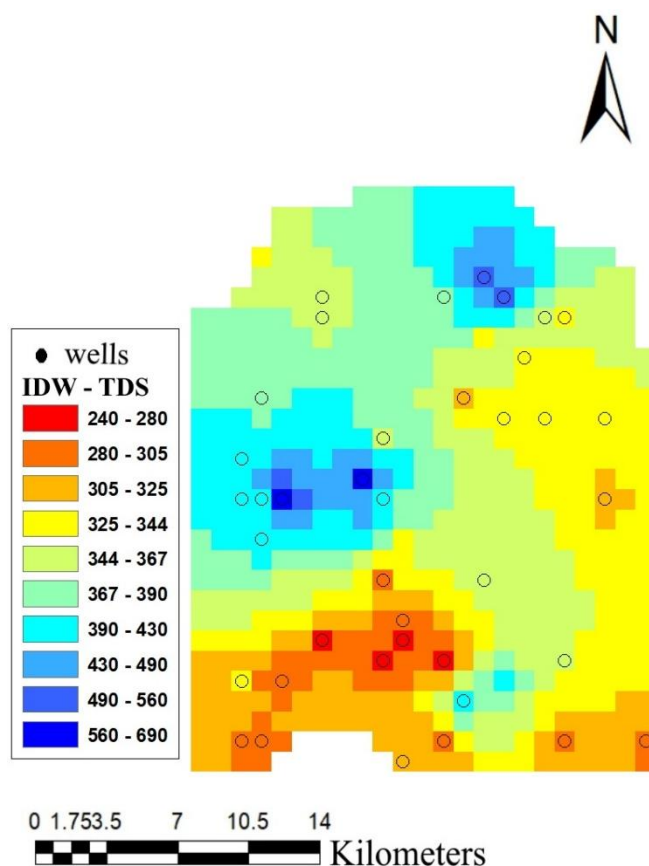 N
wells
IDW - TDS
240 - 280
280 - 305
305 - 325
325 - 344
344 - 367
367 - 390
390 - 430
430 - 490
490 - 560
560 - 690
0 1.753.5 7 10.5 14
Kilometers